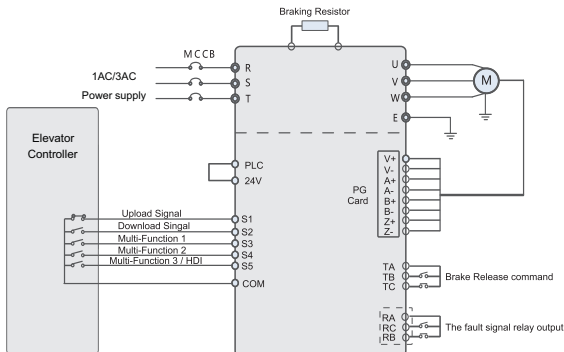 Braking Resistor
MCCB
1AC/3AC
Power supply
R
S
T
U
V
W
E
M
Elevator
Controller
PLC
24V
Upload Signal
Download Singal
Multi-Function 1
Multi-Function 2
Multi-Function 3 / HDI
S1
S2
S3
S4
S5
COM
PG
Card
V+
V-
A+
A-
B+
B-
Z+
Z-
TA
TB
TC
Brake Release command
RA
RC
RB
The fault signal relay output